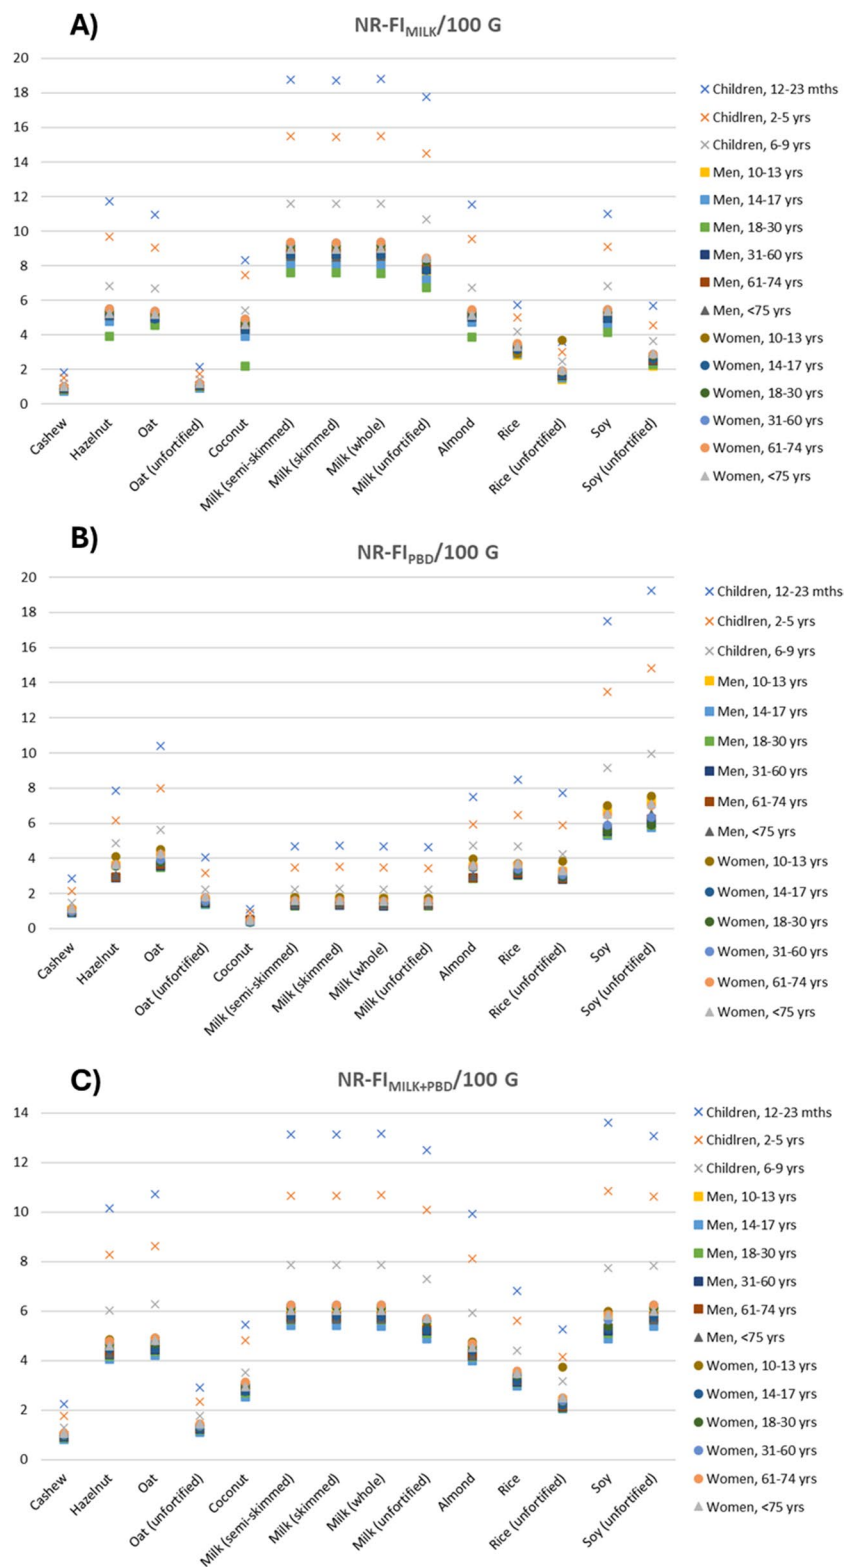 A)
NR-FIMILK/100 G
20
18
16
14
12
10
8
6
4
2
0
Cashew
Hazelnut
Oat
Oat (unfortified)
Coconut
Milk (semi-skimmed)
Milk (skimmed)
Milk (whole)
Milk (unfortified)
Almond
Rice
Rice (unfortified)
Soy
Soy (unfortified)
Children, 12-23 mths
Chidlren, 2-5 yrs
Children, 6-9 yrs
Men, 10-13 yrs
Men, 14-17 yrs
Men, 18-30 yrs
Men, 31-60 yrs
Men, 61-74 yrs
Men, <75 yrs
Women, 10-13 yrs
Women, 14-17 yrs
Women, 18-30 yrs
Women, 31-60 yrs
Women, 61-74 yrs
Women, <75 yrs
B)
NR-FIPBD/100 G
20
18
16
14
12
10
8
6
4
2
0
Cashew
Hazelnut
Oat
Oat (unfortified)
Coconut
Milk (semi-skimmed)
Milk (skimmed)
Milk (whole)
Milk (unfortified)
Almond
Rice
Rice (unfortified)
Soy
Soy (unfortified)
Children, 12-23 mths
Chidlren, 2-5 yrs
Children, 6-9 yrs
Men, 10-13 yrs
Men, 14-17 yrs
Men, 18-30 yrs
Men, 31-60 yrs
Men, 61-74 yrs
Men, <75 yrs
Women, 10-13 yrs
Women, 14-17 yrs
Women, 18-30 yrs
Women, 31-60 yrs
Women, 61-74 yrs
Women, <75 yrs
C)
NR-FIMILK+PBD/100 G
14
12
10
8
6
4
2
0
Cashew
Hazelnut
Oat
Oat (unfortified)
Coconut
Milk (semi-skimmed)
Milk (skimmed)
Milk (whole)
Milk (unfortified)
Almond
Rice
Rice (unfortified)
Soy
Soy (unfortified)
Children, 12-23 mths
Chidlren, 2-5 yrs
Children, 6-9 yrs
Men, 10-13 yrs
Men, 14-17 yrs
Men, 18-30 yrs
Men, 31-60 yrs
Men, 61-74 yrs
Men, <75 yrs
Women, 10-13 yrs
Women, 14-17 yrs
Women, 18-30 yrs
Women, 31-60 yrs
Women, 61-74 yrs
Women, <75 yrs